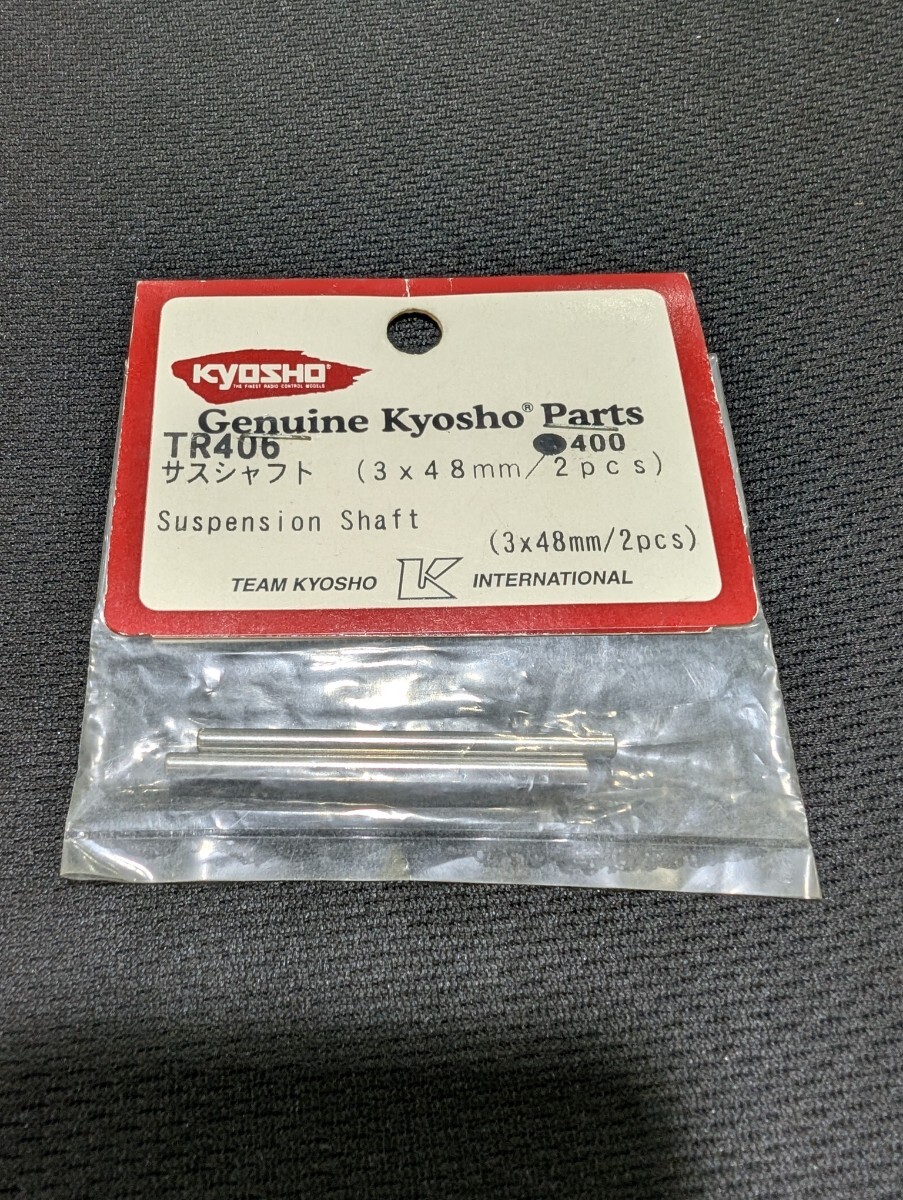 KYOSHO®
THE FINEST RADIO CONTROL MODELS
Genuine Kyosho® Parts
TR406 ●400
サスシャフト (3x48mm/2pcs)
Suspension Shaft
(3x48mm/2pcs)
TEAM KYOSHO K INTERNATIONAL